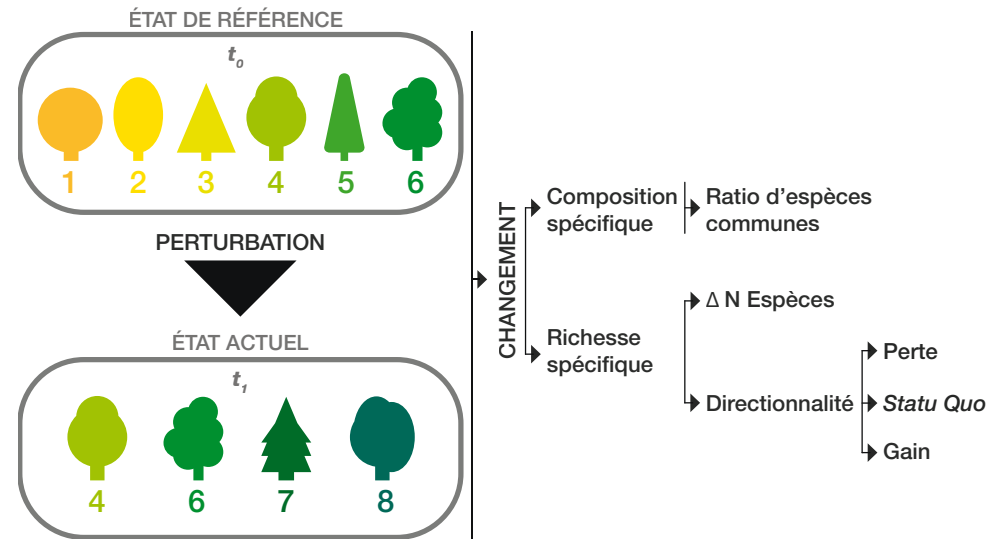 ÉTAT DE RÉFÉRENCE
t₀
1 2 3 4 5 6
PERTURBATION
ÉTAT ACTUEL
t₁
4 6 7 8
CHANGEMENT
Composition
spécifique
Ratio d'espèces
communes
Richesse
spécifique
Δ N Espèces
Directionnalité
Perte
Statu Quo
Gain